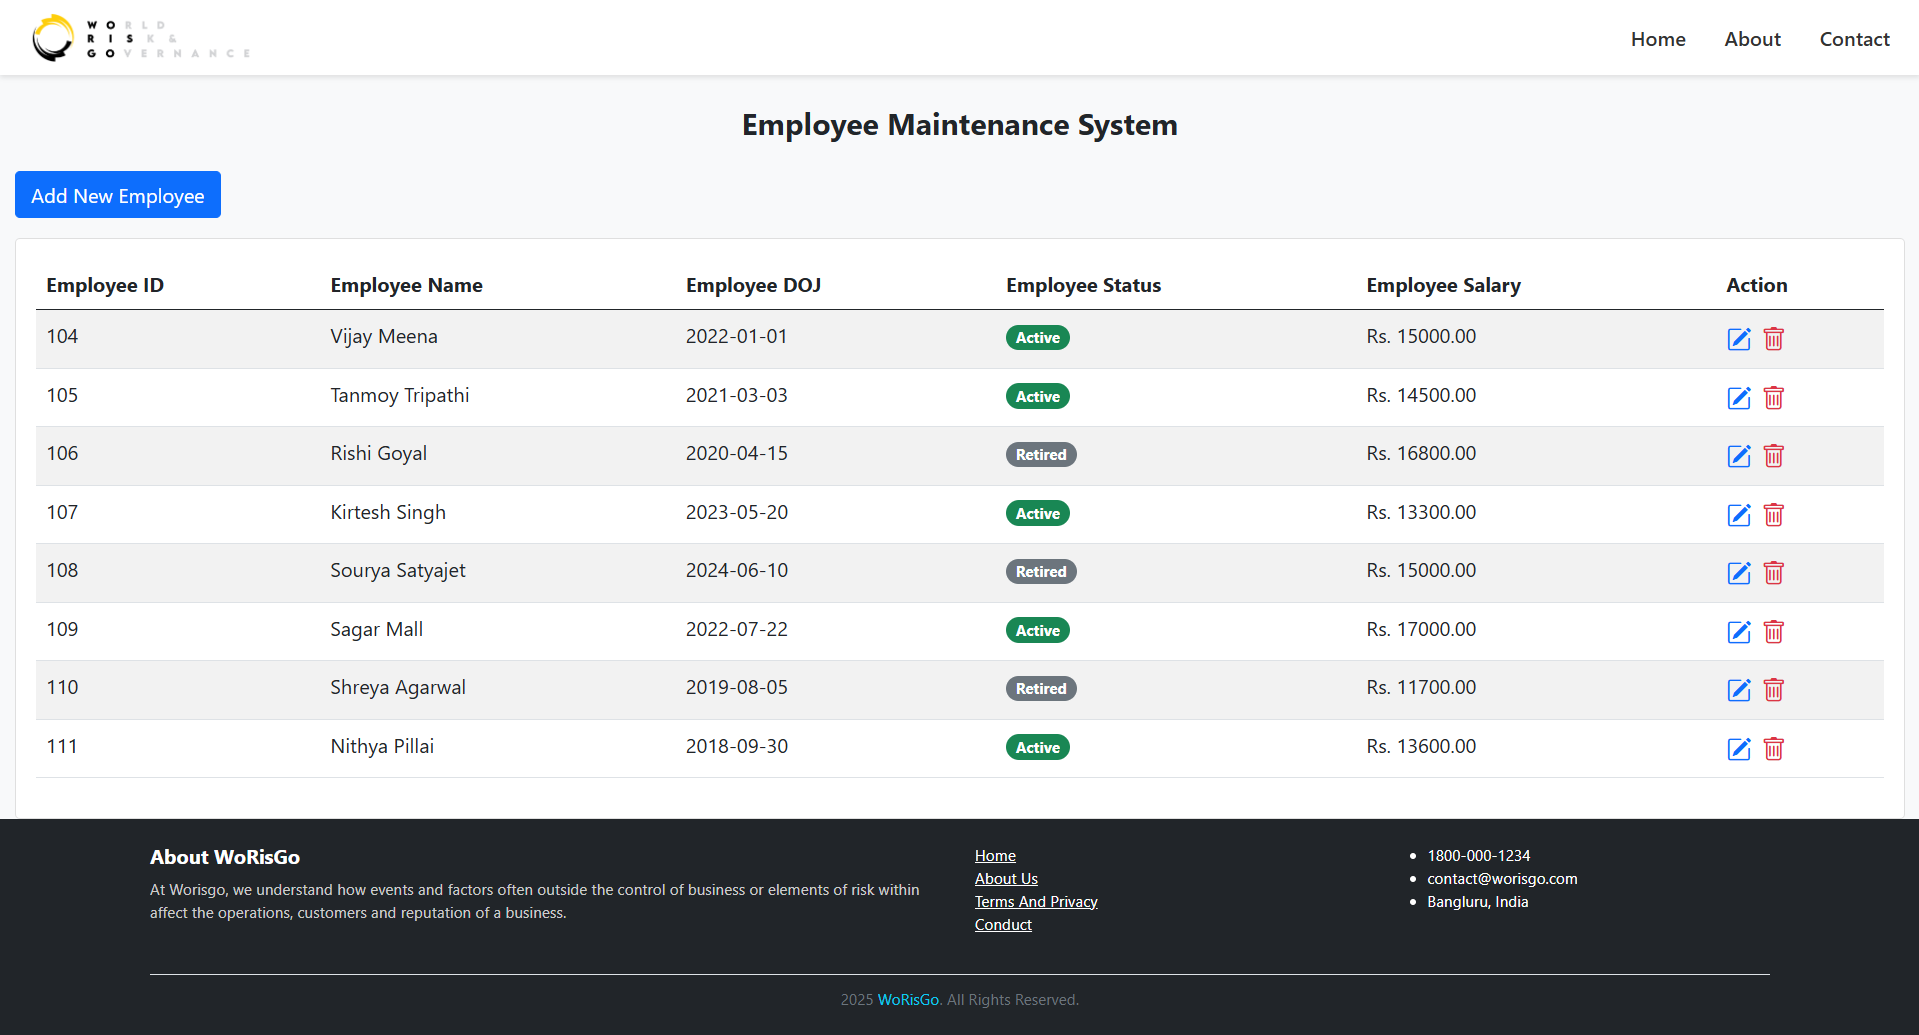 WORLD
RISK &
GOVERNANCE
Home About Contact
Employee Maintenance System
Add New Employee
Employee ID Employee Name Employee DOJ Employee Status Employee Salary Action
104 Vijay Meena 2022-01-01 Active Rs. 15000.00
105 Tanmoy Tripathi 2021-03-03 Active Rs. 14500.00
106 Rishi Goyal 2020-04-15 Retired Rs. 16800.00
107 Kirtesh Singh 2023-05-20 Active Rs. 13300.00
108 Sourya Satyajet 2024-06-10 Retired Rs. 15000.00
109 Sagar Mall 2022-07-22 Active Rs. 17000.00
110 Shreya Agarwal 2019-08-05 Retired Rs. 11700.00
111 Nithya Pillai 2018-09-30 Active Rs. 13600.00
About WoRisGo
At Worisgo, we understand how events and factors often outside the control of business or elements of risk within
affect the operations, customers and reputation of a business.
Home
About Us
Terms And Privacy
Conduct
1800-000-1234
contact@worisgo.com
Bangluru, India
2025 WoRisGo. All Rights Reserved.